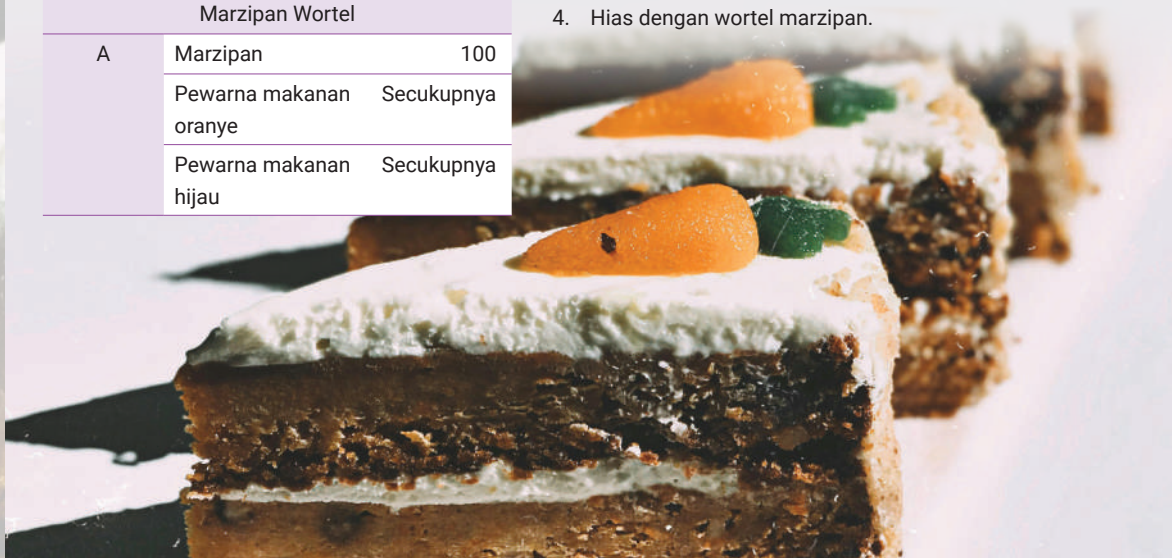 Marzipan Wortel
A Marzipan 100
Pewarna makanan Secukupnya
oranye
Pewarna makanan Secukupnya
hijau
4. Hias dengan wortel marzipan.